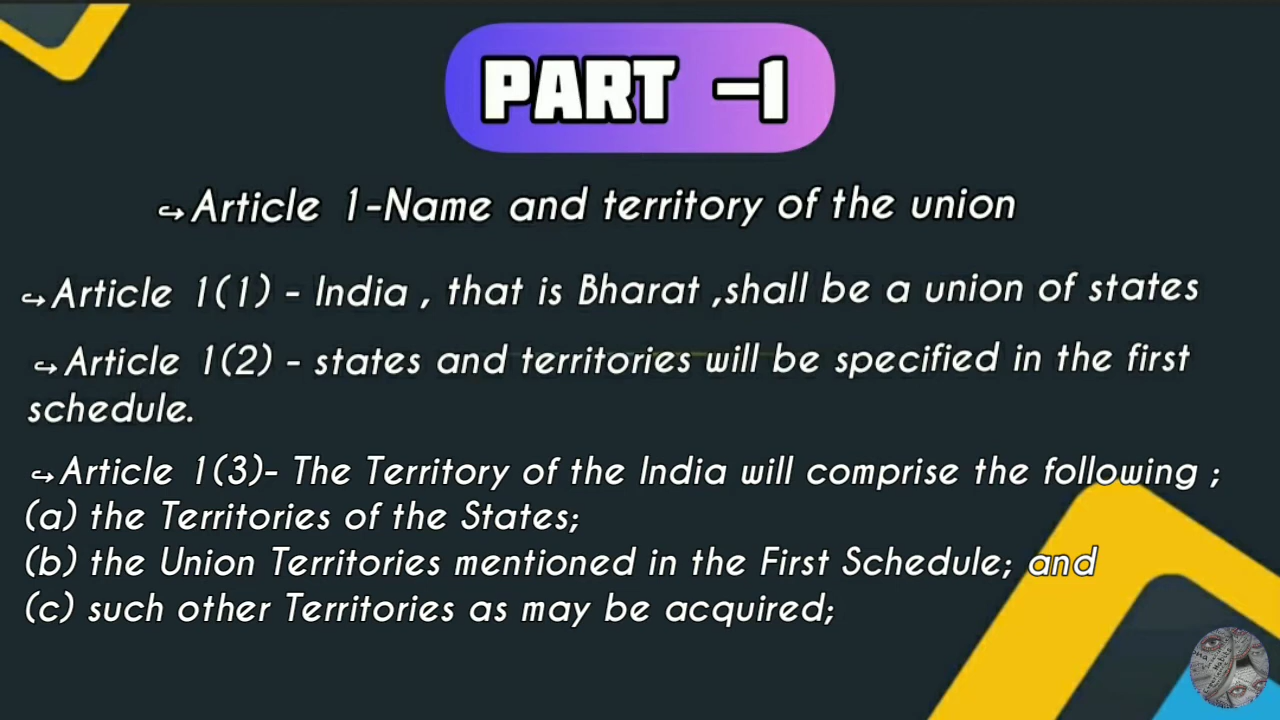 PART -1
↪Article 1-Name and territory of the union
↪Article 1(1) - India , that is Bharat ,shall be a union of states
↪Article 1(2) - states and territories will be specified in the first
schedule.
↪Article 1(3)- The Territory of the India will comprise the following ;
(a) the Territories of the States;
(b) the Union Territories mentioned in the First Schedule; and
(c) such other Territories as may be acquired;